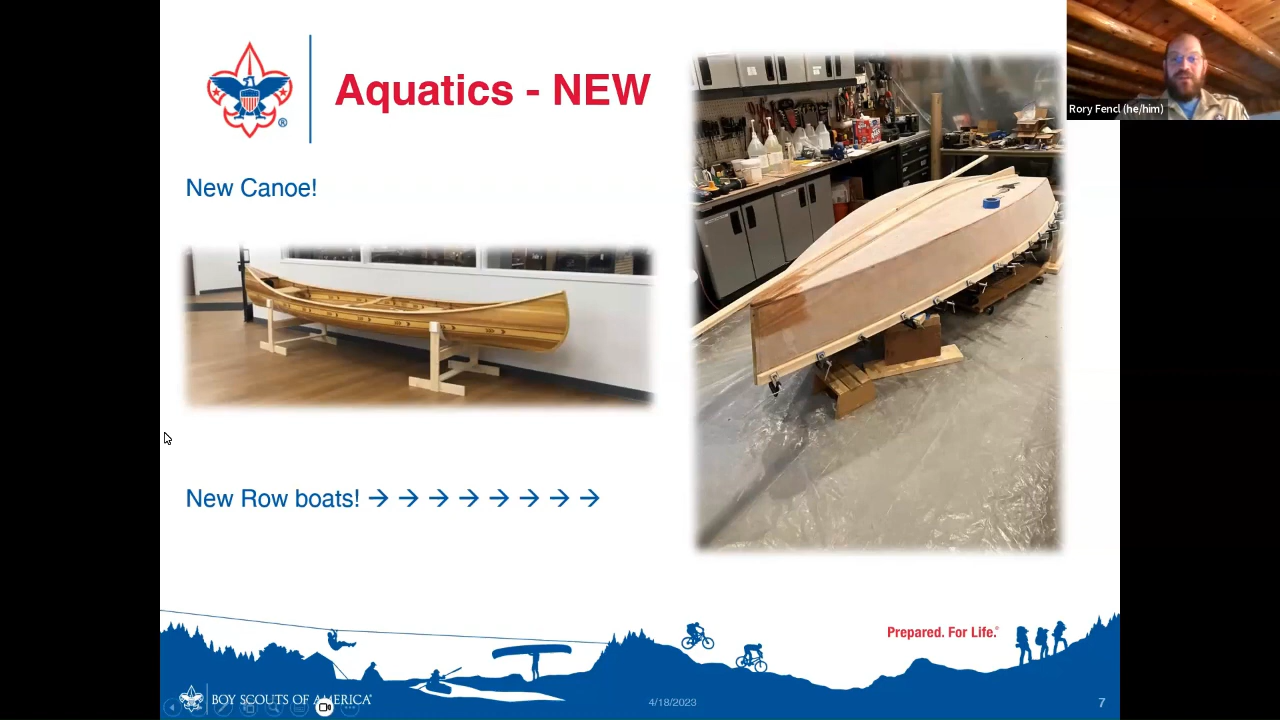 Aquatics - NEW
Rory Fencl (he/him)
New Canoe!
New Row boats! → → → → → → → →
Prepared. For Life.®
BOY SCOUTS OF AMERICA®
4/18/2023
7